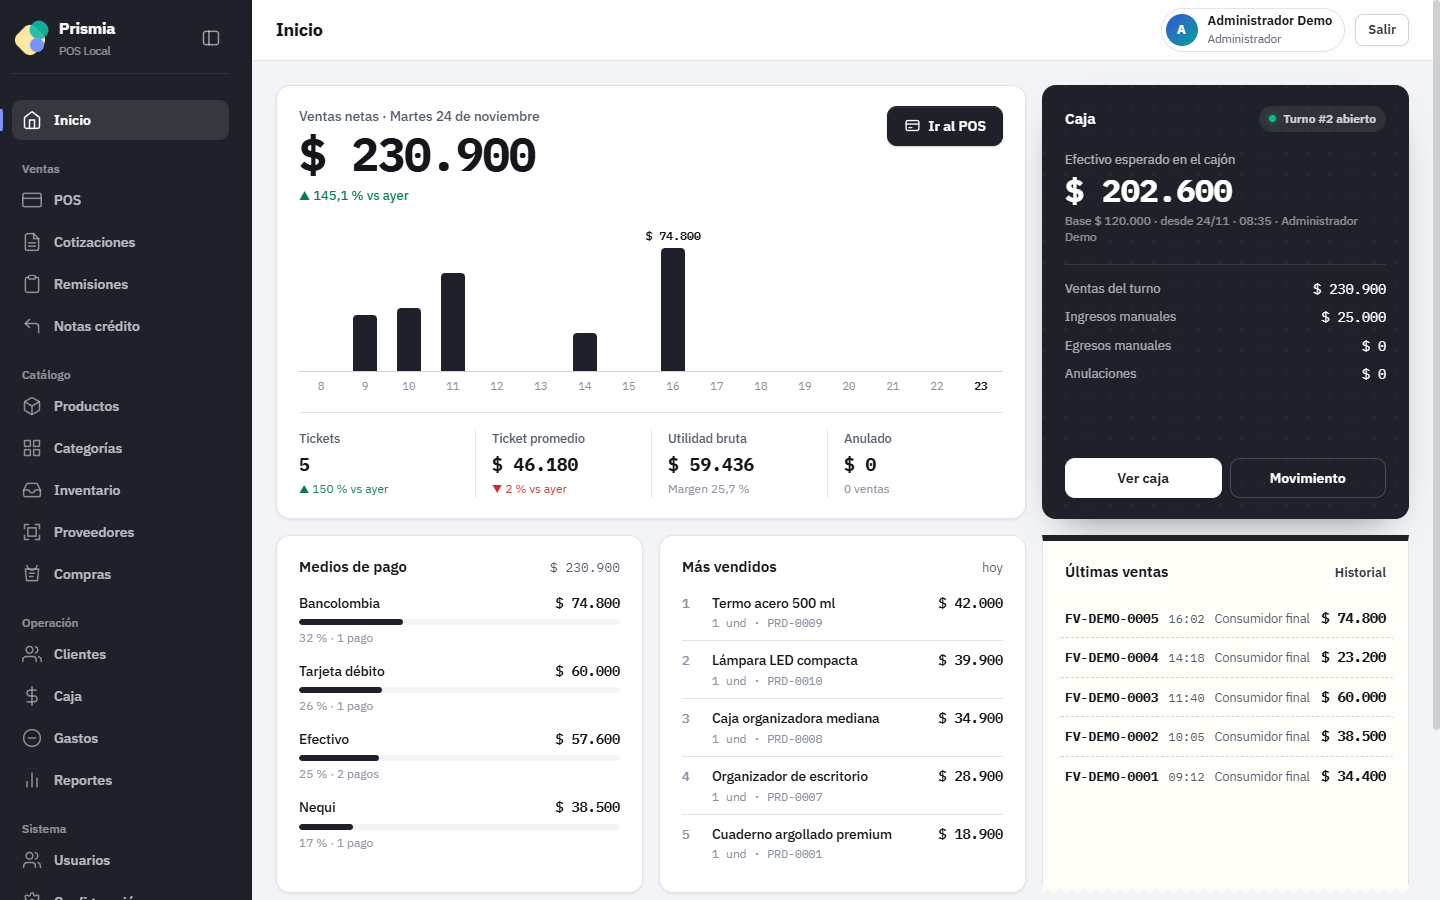 Prismia
POS Local
Inicio
Ventas
POS
Cotizaciones
Remisiones
Notas crédito
Catálogo
Productos
Categorías
Inventario
Proveedores
Compras
Operación
Clientes
Caja
Gastos
Reportes
Sistema
Usuarios
Inicio
A
Administrador Demo
Administrador
Salir
Ventas netas · Martes 24 de noviembre
$ 230.900
▲ 145,1 % vs ayer
Ir al POS
$ 74.800
8 9 10 11 12 13 14 15 16 17 18 19 20 21 22 23
Tickets
5
▲ 150 % vs ayer
Ticket promedio
$ 46.180
▼ 2 % vs ayer
Utilidad bruta
$ 59.436
Margen 25,7 %
Anulado
$ 0
0 ventas
Caja
Turno #2 abierto
Efectivo esperado en el cajón
$ 202.600
Base $ 120.000 · desde 24/11 · 08:35 · Administrador
Demo
Ventas del turno $ 230.900
Ingresos manuales $ 25.000
Egresos manuales $ 0
Anulaciones $ 0
Ver caja
Movimiento
Medios de pago $ 230.900
Bancolombia $ 74.800
32 % · 1 pago
Tarjeta débito $ 60.000
26 % · 1 pago
Efectivo $ 57.600
25 % · 2 pagos
Nequi $ 38.500
17 % · 1 pago
Más vendidos hoy
1 Termo acero 500 ml $ 42.000
1 und · PRD-0009
2 Lámpara LED compacta $ 39.900
1 und · PRD-0010
3 Caja organizadora mediana $ 34.900
1 und · PRD-0008
4 Organizador de escritorio $ 28.900
1 und · PRD-0007
5 Cuaderno argollado premium $ 18.900
1 und · PRD-0001
Últimas ventas Historial
FV-DEMO-0005 16:02 Consumidor final $ 74.800
FV-DEMO-0004 14:18 Consumidor final $ 23.200
FV-DEMO-0003 11:40 Consumidor final $ 60.000
FV-DEMO-0002 10:05 Consumidor final $ 38.500
FV-DEMO-0001 09:12 Consumidor final $ 34.400